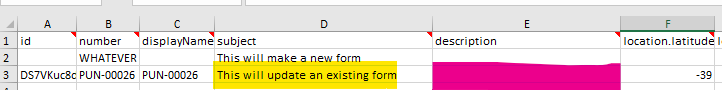 A B C D E F
1 id number displayName subject description location.latitude
2 WHATEVER This will make a new form
3 DS7VKuc8c PUN-00026 PUN-00026 This will update an existing form -39